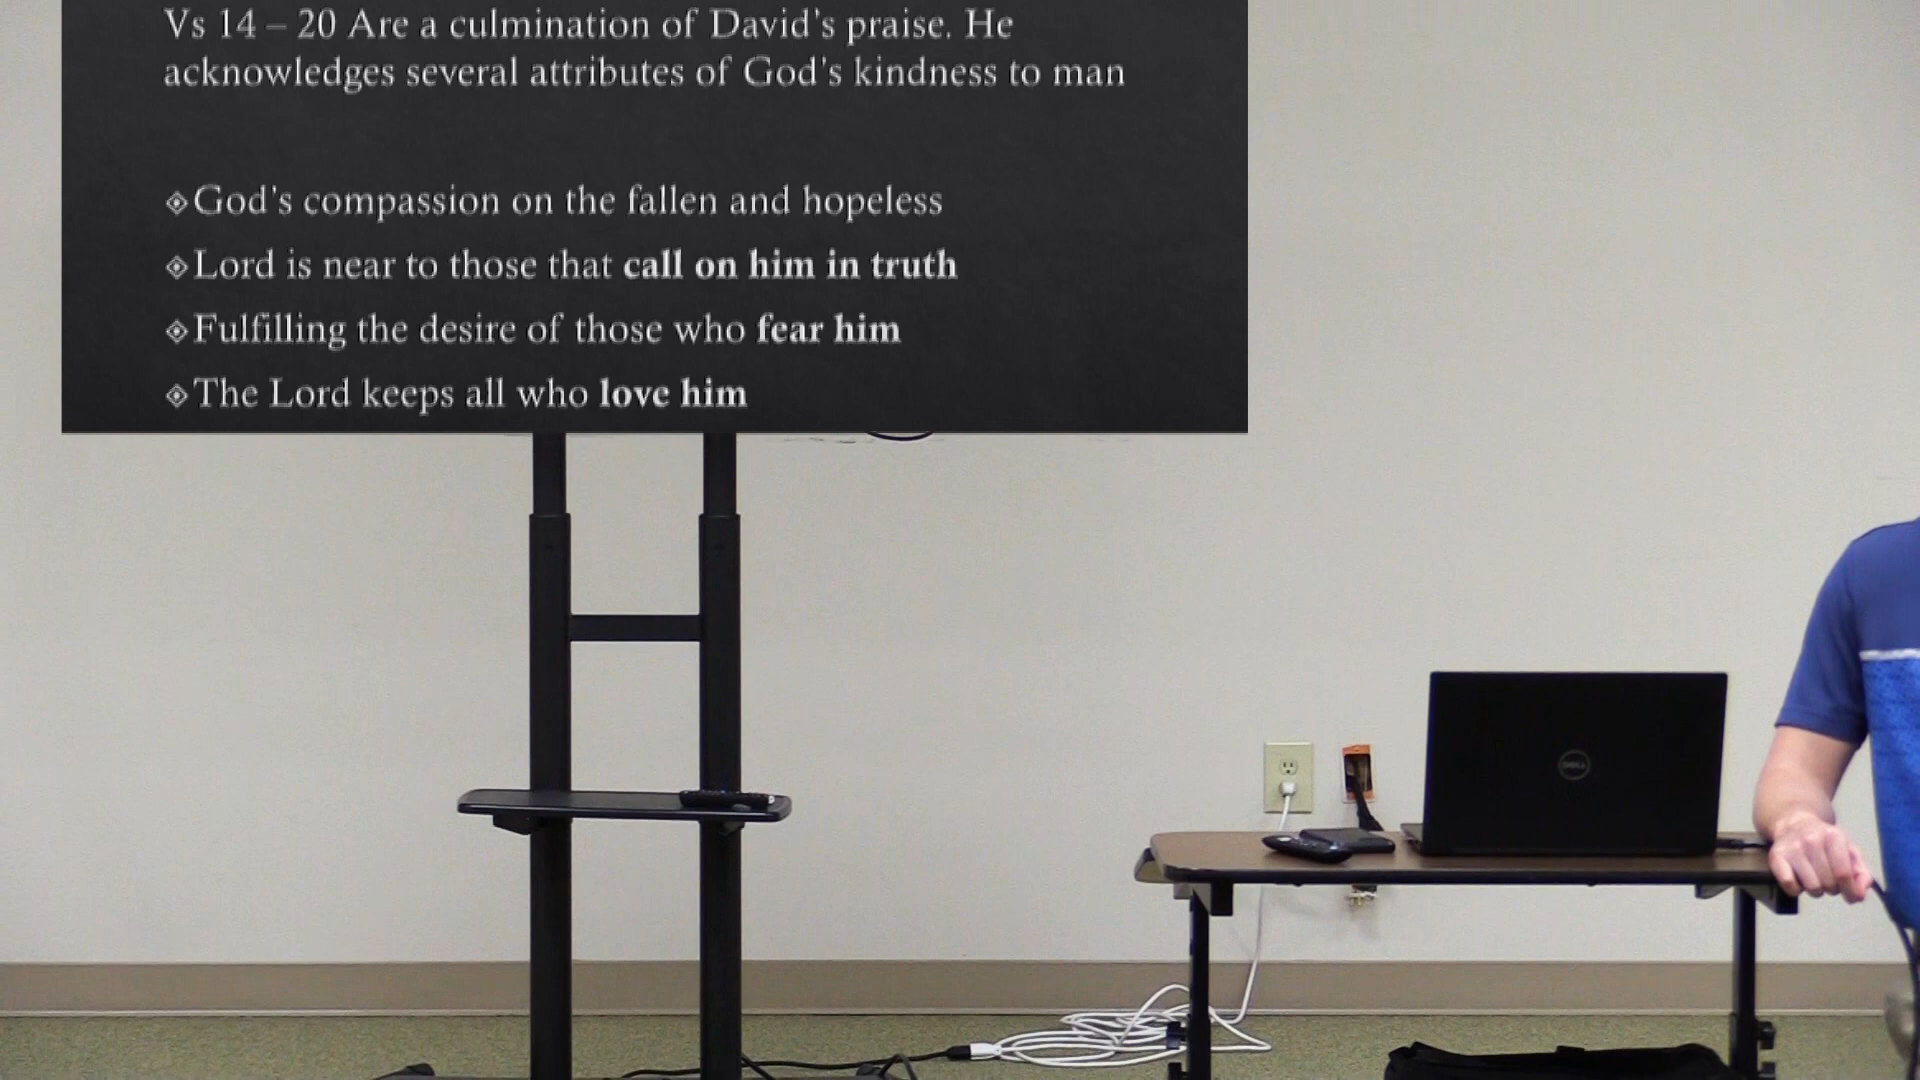 Vs 14 – 20 Are a culmination of David's praise. He
acknowledges several attributes of God's kindness to man
God's compassion on the fallen and hopeless
Lord is near to those that call on him in truth
Fulfilling the desire of those who fear him
The Lord keeps all who love him
DELL